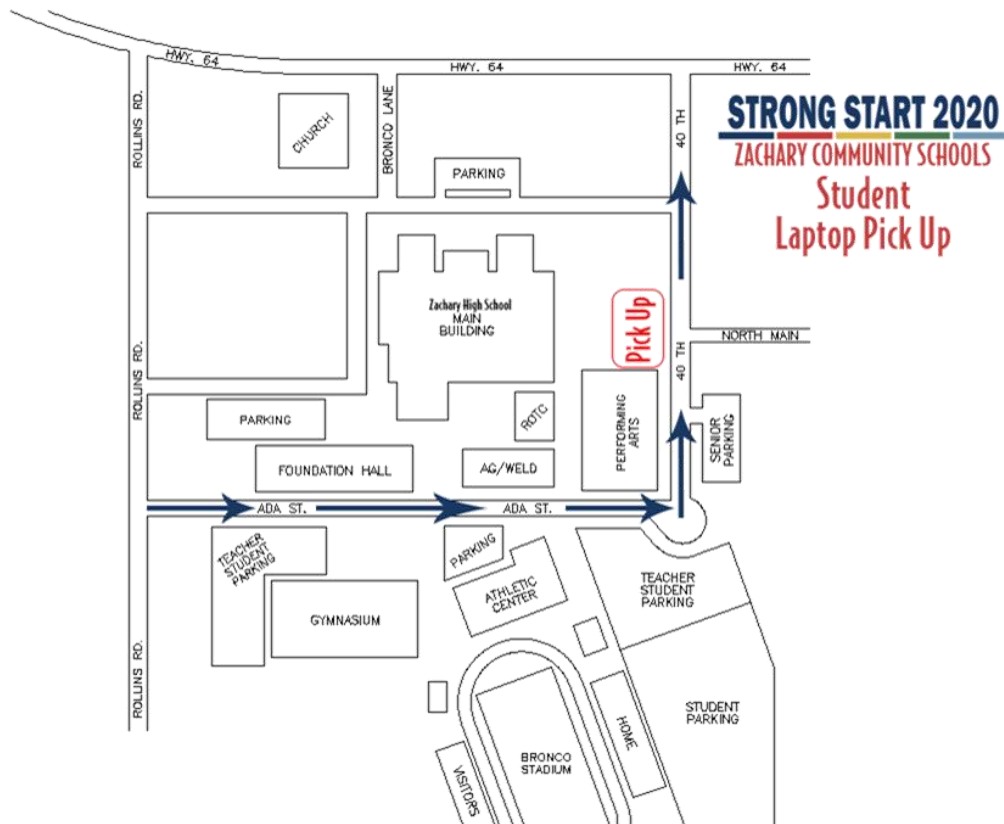 HWY. 64
HWY. 64
HWY. 64
ROLLINS RD.
CHURCH
BRONCO LANE
PARKING
40 TH
STRONG START 2020
ZACHARY COMMUNITY SCHOOLS
Student
Laptop Pick Up
Zachary High School
MAIN
BUILDING
Pick Up
NORTH MAIN
ROLLINS RD.
40 TH
PARKING
ROTC
PERFORMING
ARTS
SENIOR
PARKING
FOUNDATION HALL
AG/WELD
ADA ST.
ADA ST.
TEACHER
STUDENT
PARKING
PARKING
ATHLETIC
CENTER
TEACHER
STUDENT
PARKING
GYMNASIUM
ROLLINS RD.
HOME
STUDENT
PARKING
BRONCO
STADIUM
VISITORS